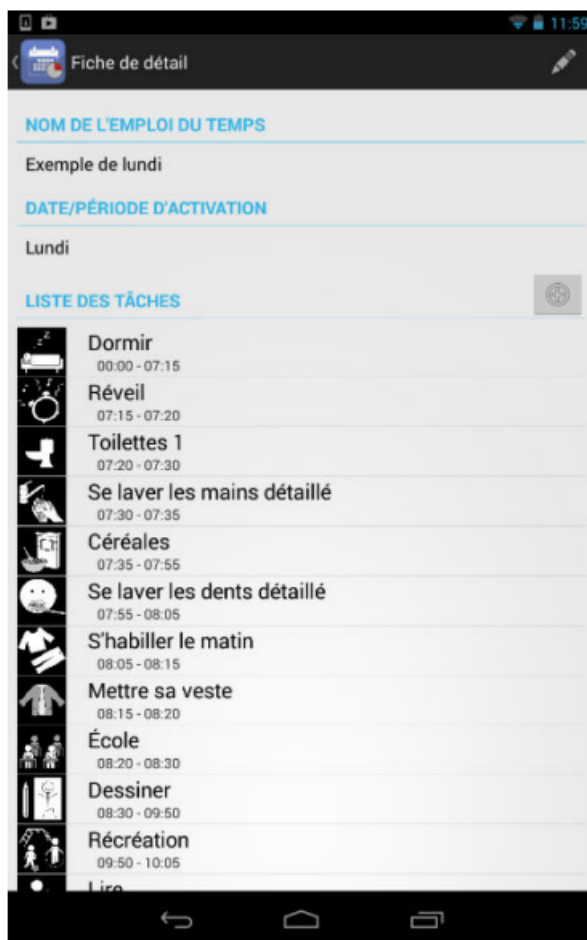 11:59
Fiche de détail
NOM DE L'EMPLOI DU TEMPS
Exemple de lundi
DATE/PÉRIODE D'ACTIVATION
Lundi
LISTE DES TÂCHES
Dormir
00:00 - 07:15
Réveil
07:15 - 07:20
Toilettes 1
07:20 - 07:30
Se laver les mains détaillé
07:30 - 07:35
Céréales
07:35 - 07:55
Se laver les dents détaillé
07:55 - 08:05
S'habiller le matin
08:05 - 08:15
Mettre sa veste
08:15 - 08:20
École
08:20 - 08:30
Dessiner
08:30 - 09:50
Récréation
09:50 - 10:05
Lire